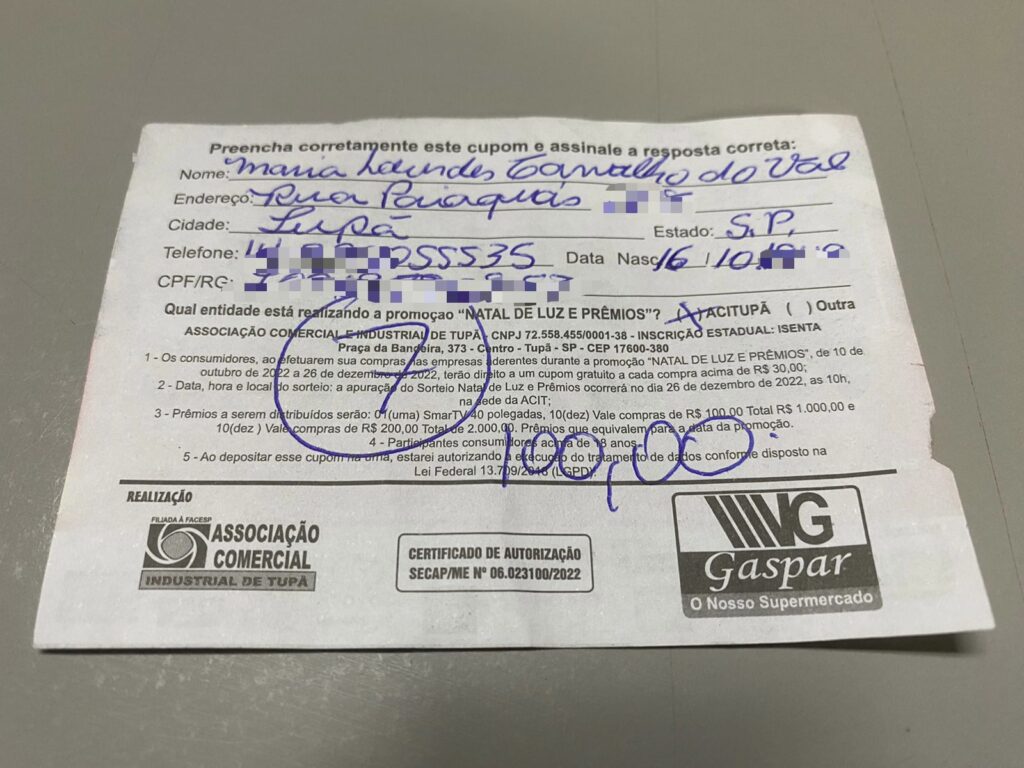 Preencha corretamente este cupom e assinale a resposta correta:
Nome: Maria Lourdes Carvalho do Val
Endereço: Rua Paiaguás
Cidade: Tupã Estado: S.P.
Telefone: 055535 Data Nasc 16 / 10
CPF/RG:
Qual entidade está realizando a promoçao “NATAL DE LUZ E PRÊMIOS”? (X) ACITUPÃ ( ) Outra
ASSOCIAÇÃO COMERCIAL E INDUSTRIAL DE TUPÃ - CNPJ 72.558.455/0001-38 - INSCRIÇÃO ESTADUAL: ISENTA
Praça da Bandeira, 373 - Centro - Tupã - SP - CEP 17600-380
1 - Os consumidores, ao efetuarem sua compras nas empresas aderentes durante a promoção “NATAL DE LUZ E PRÊMIOS”, de 10 de
outubro de 2022 a 26 de dezembro de 2022, terão direito a um cupom gratuito a cada compra acima de R$ 30,00;
2 - Data, hora e local do sorteio: a apuração do Sorteio Natal de Luz e Prêmios ocorrerá no dia 26 de dezembro de 2022, as 10h,
na sede da ACIT;
3 - Prêmios a serem distribuídos serão: 01(uma) SmarTV 40 polegadas, 10(dez) Vale compras de R$ 100,00 Total R$ 1.000,00 e
10(dez ) Vale compras de R$ 200,00 Total de 2.000,00. Prêmios que equivalem para a data da promoção.
4 - Participantes consumidores acima de 18 anos.
5 - Ao depositar esse cupom na urna, estarei autorizando a execução do tratamento de dados conforme disposto na
Lei Federal 13.709/2018 (LGPD).
7
100,00
REALIZAÇÃO
FILIADA À FACESP
ASSOCIAÇÃO
COMERCIAL
INDUSTRIAL DE TUPÃ
CERTIFICADO DE AUTORIZAÇÃO
SECAP/ME Nº 06.023100/2022
VG
Gaspar
O Nosso Supermercado